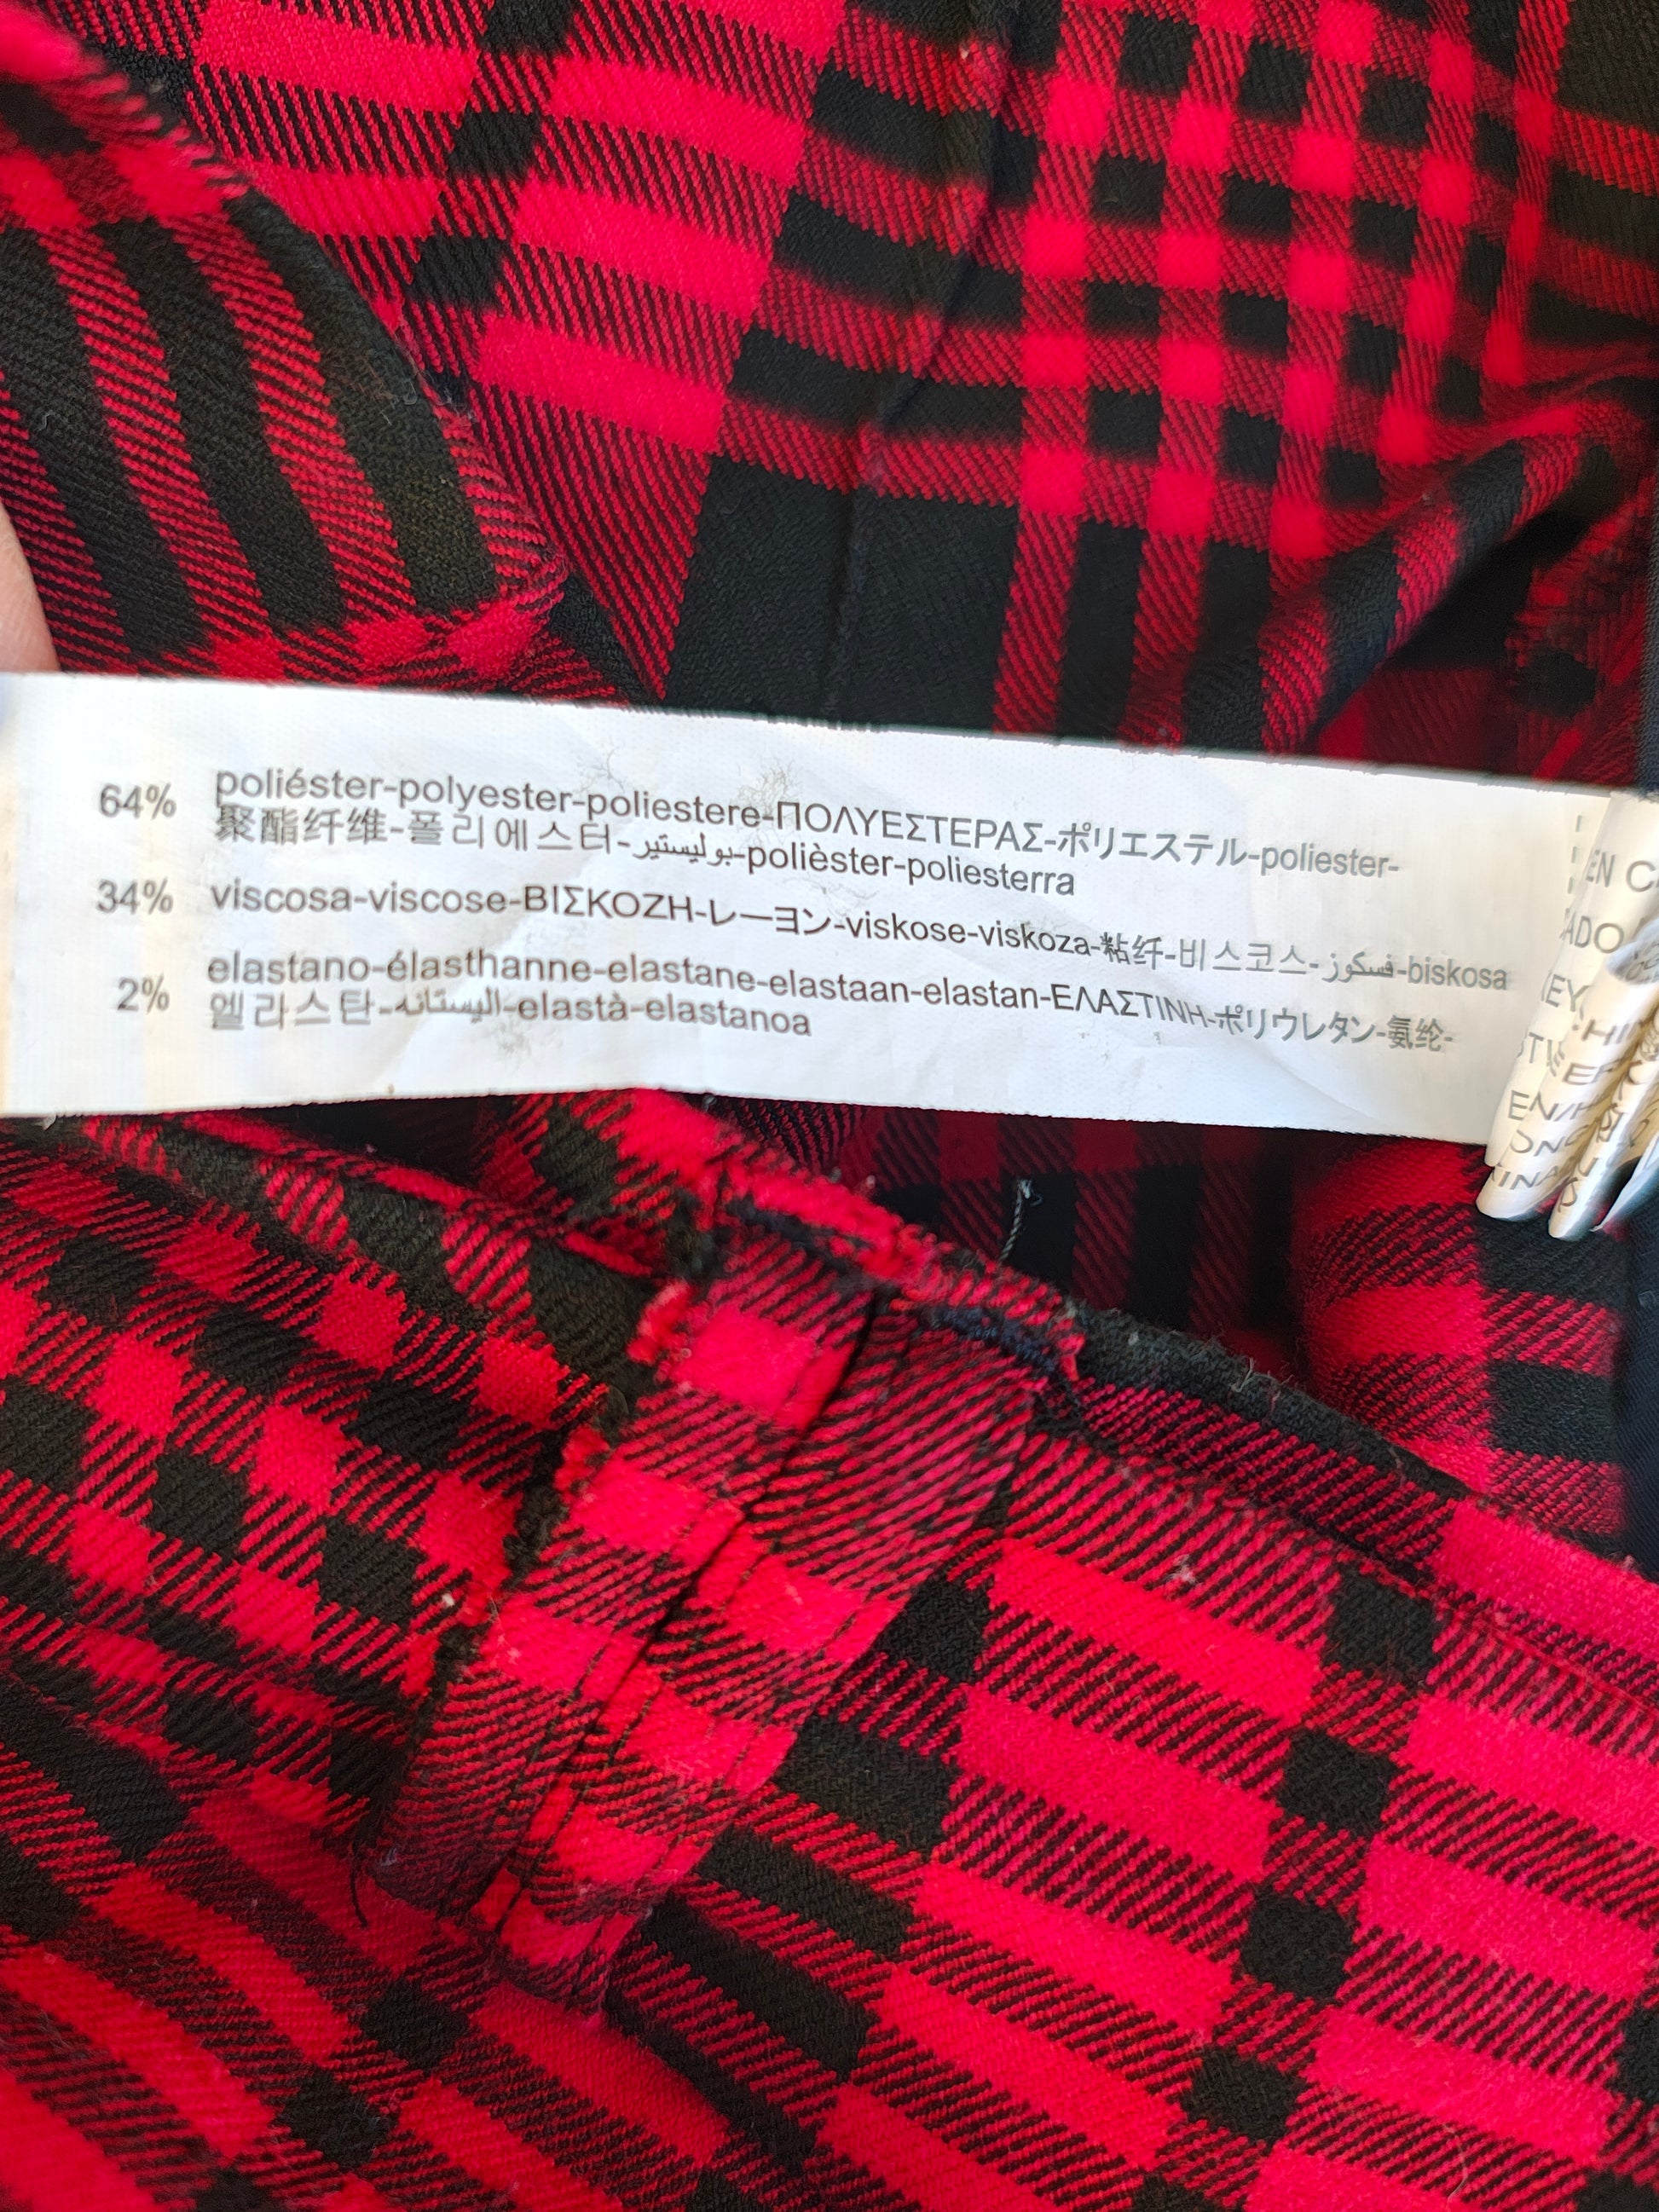 64% poliéster-polyester-poliestere-ΠΟΛΥΕΣΤΕΡΑΣ-ポリエステル-poliester-
聚酯纤维-폴리에스터-بوليستير-polièster-poliesterra
34% viscosa-viscose-ΒΙΣΚΟΖΗ-レーヨン-viskose-viskoza-粘纤-비스코스-فسكوز-biskosa
2% elastano-élasthanne-elastane-elastaan-elastan-ΕΛΑΣΤΙΝΗ-ポリウレタン-氨纶-
엘라스탄-اليستانه-elastà-elastanoa
EN C
ADO